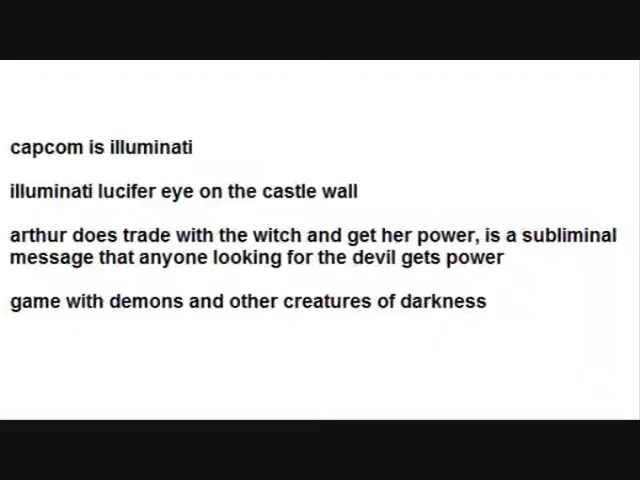 capcom is illuminati
illuminati lucifer eye on the castle wall
arthur does trade with the witch and get her power, is a subliminal
message that anyone looking for the devil gets power
game with demons and other creatures of darkness